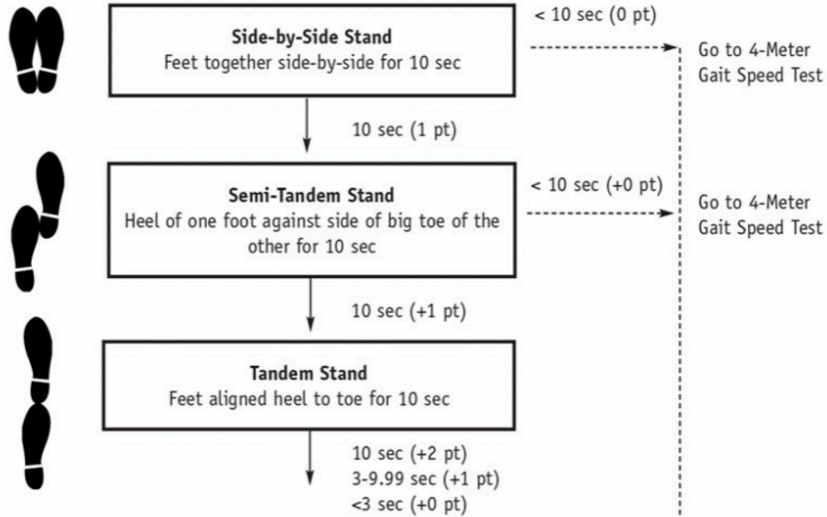 < 10 sec (0 pt)
Side-by-Side Stand
Feet together side-by-side for 10 sec
Go to 4-Meter
Gait Speed Test
10 sec (1 pt)
< 10 sec (+0 pt)
Semi-Tandem Stand
Heel of one foot against side of big toe of the
other for 10 sec
Go to 4-Meter
Gait Speed Test
10 sec (+1 pt)
Tandem Stand
Feet aligned heel to toe for 10 sec
10 sec (+2 pt)
3-9.99 sec (+1 pt)
<3 sec (+0 pt)